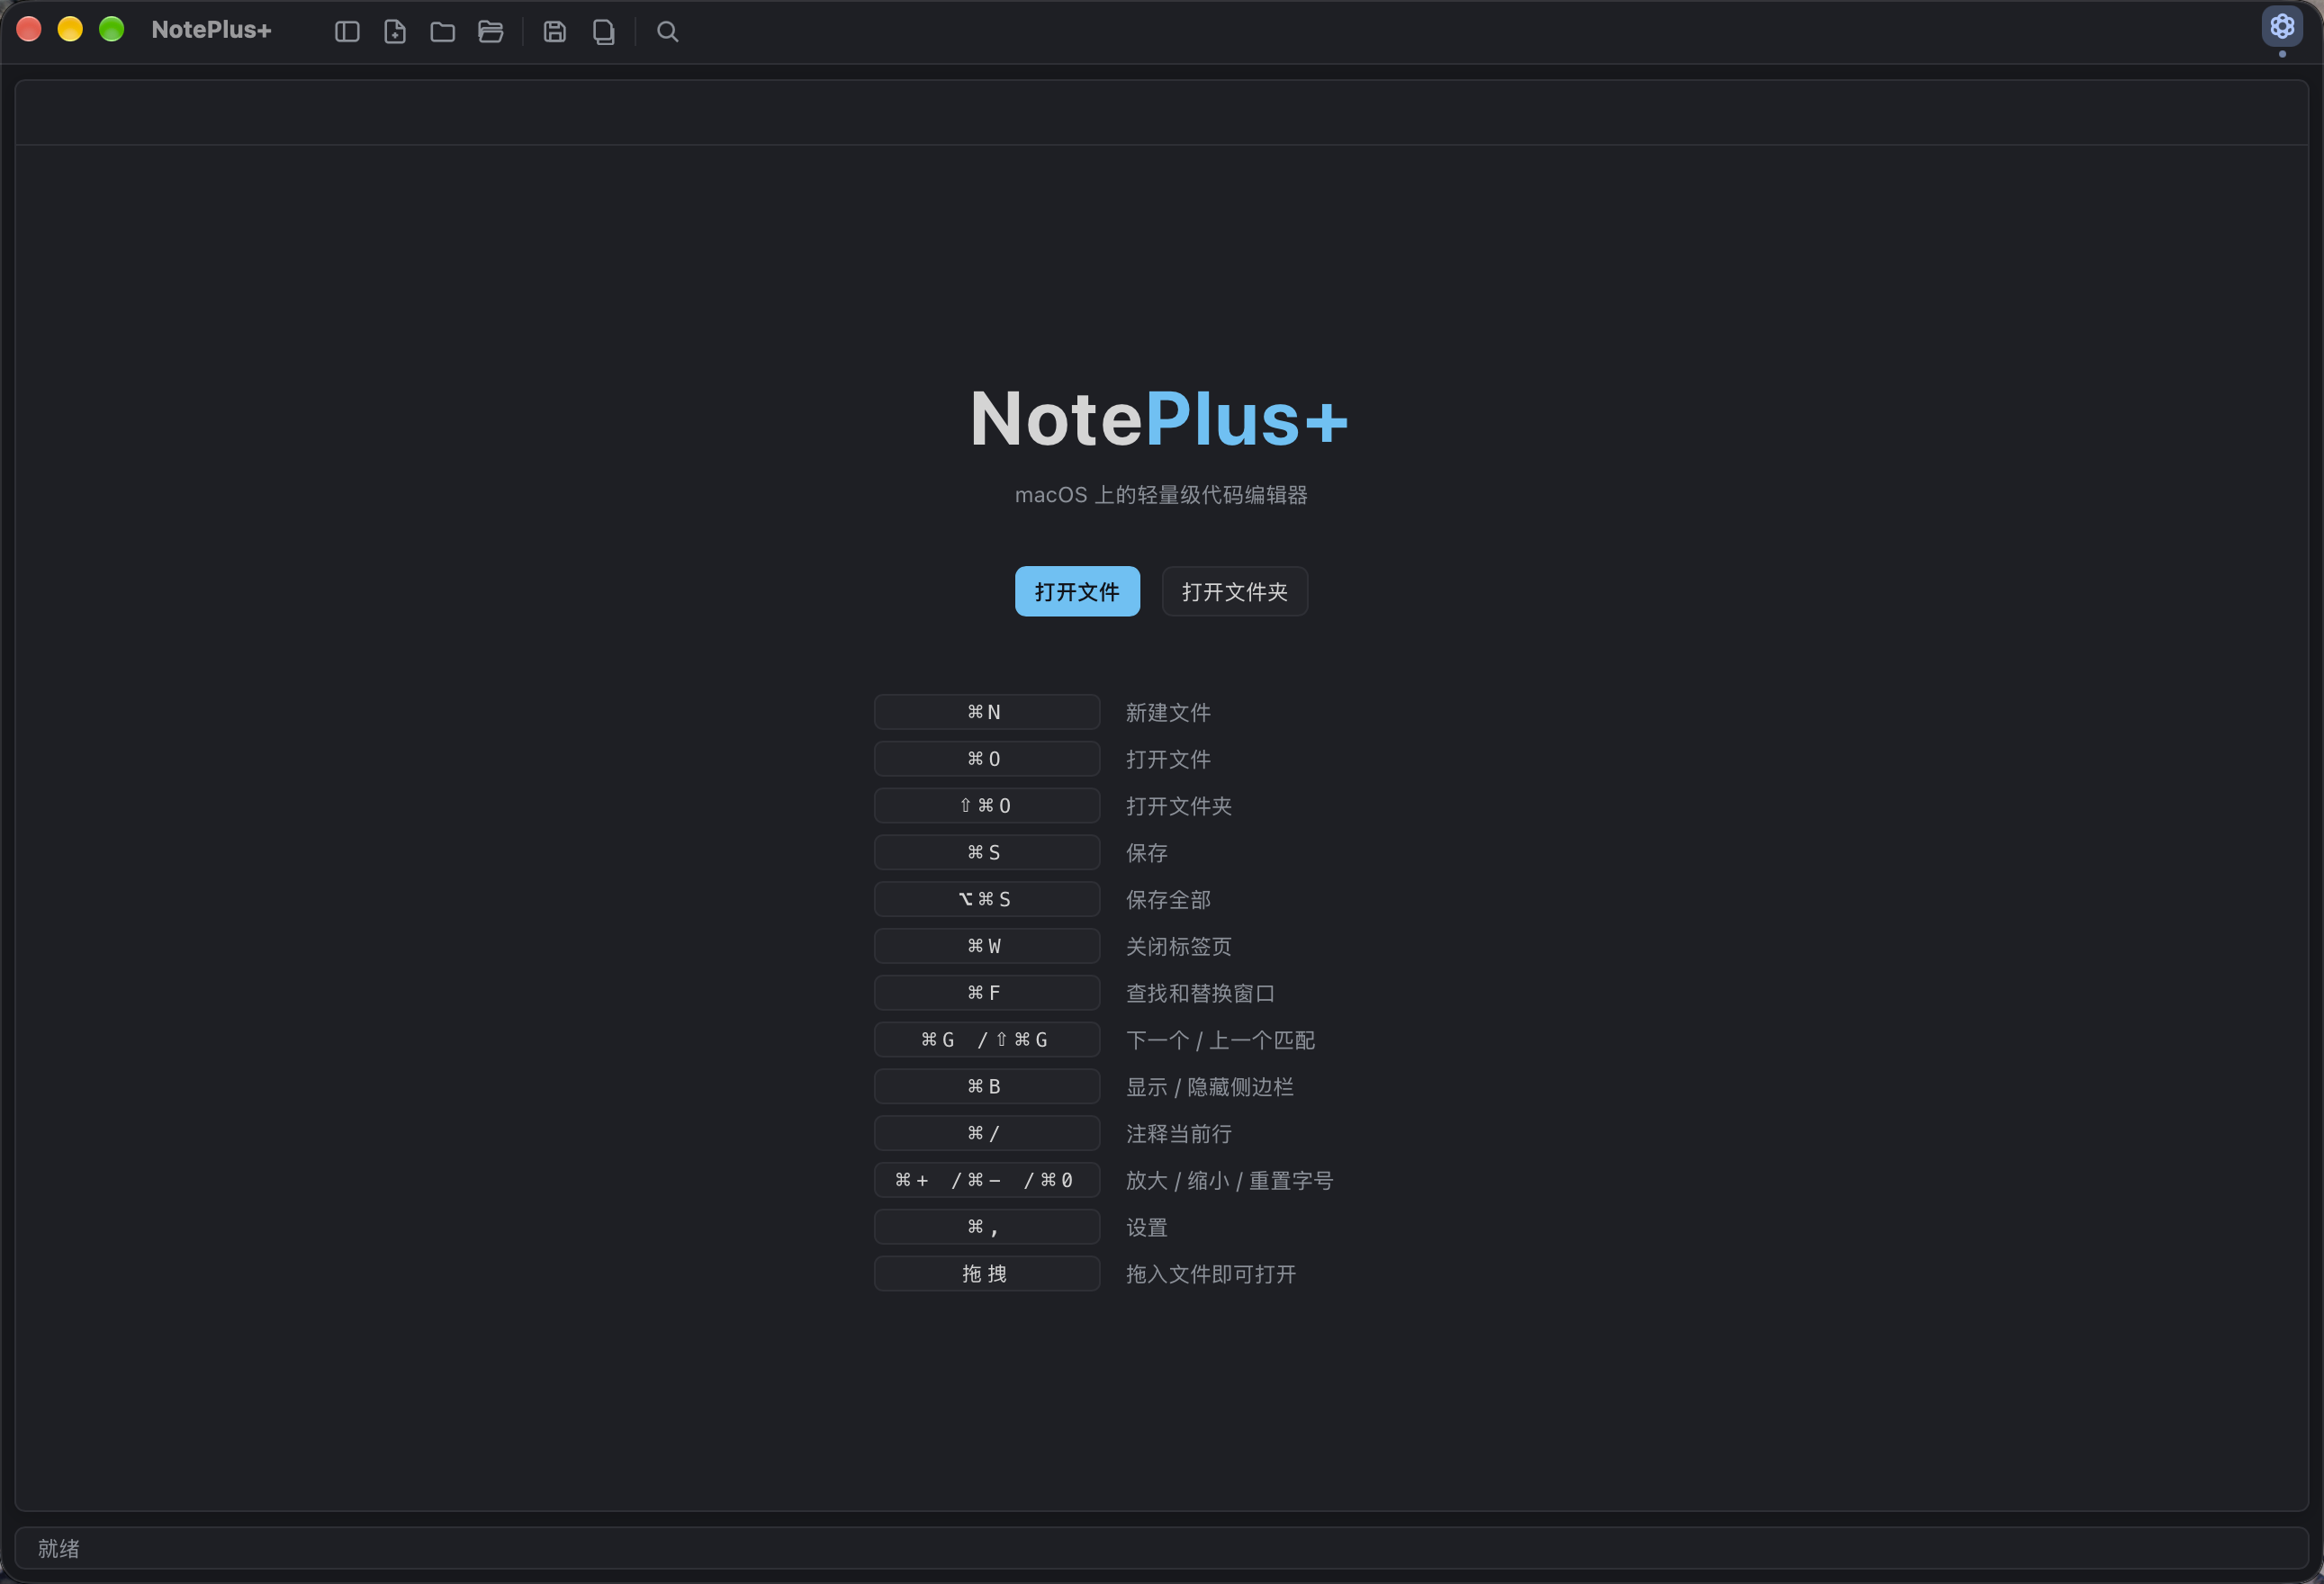 NotePlus+
NotePlus+
macOS 上的轻量级代码编辑器
打开文件 打开文件夹
⌘N 新建文件
⌘O 打开文件
⇧⌘O 打开文件夹
⌘S 保存
⌥⌘S 保存全部
⌘W 关闭标签页
⌘F 查找和替换窗口
⌘G /⇧⌘G 下一个 / 上一个匹配
⌘B 显示 / 隐藏侧边栏
⌘/ 注释当前行
⌘+ /⌘− /⌘0 放大 / 缩小 / 重置字号
⌘, 设置
拖拽 拖入文件即可打开
就绪